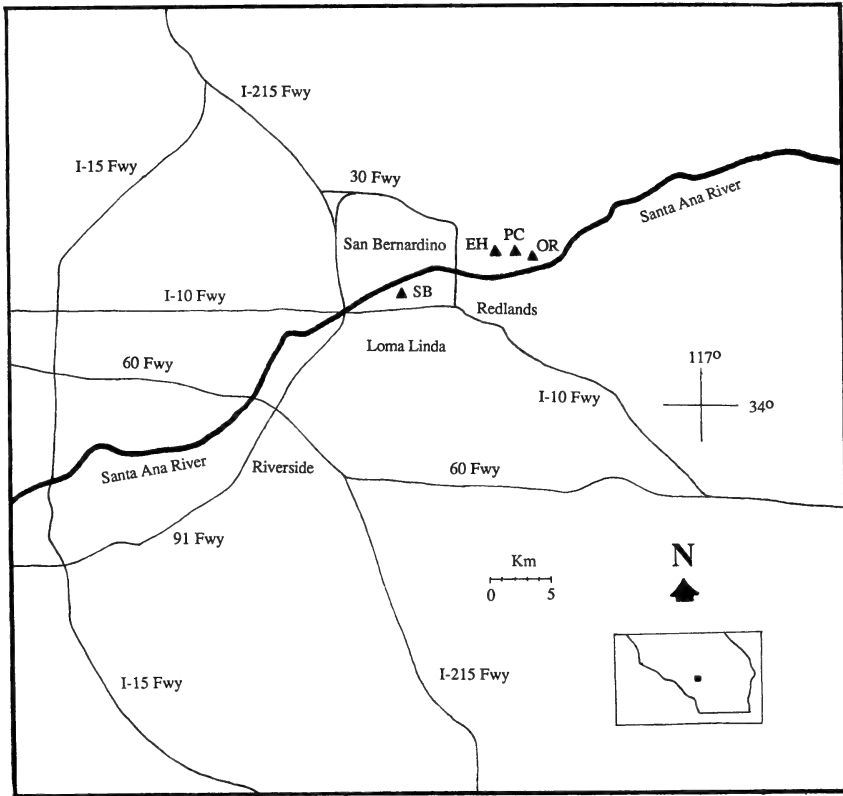 I-215 Fwy
I-15 Fwy
30 Fwy
Santa Ana River
San Bernardino
EH
PC
OR
SB
I-10 Fwy
Redlands
Loma Linda
60 Fwy
117°
34°
I-10 Fwy
Santa Ana River
Riverside
60 Fwy
91 Fwy
Km
0 5
N
I-15 Fwy
I-215 Fwy